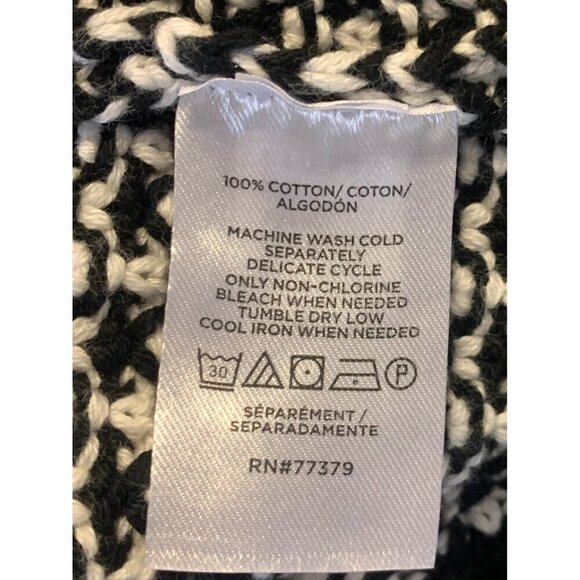 100% COTTON/ COTON/
ALGODÓN
MACHINE WASH COLD
SEPARATELY
DELICATE CYCLE
ONLY NON-CHLORINE
BLEACH WHEN NEEDED
TUMBLE DRY LOW
COOL IRON WHEN NEEDED
30 P
SÉPARÉMENT /
SEPARADAMENTE
RN#77379